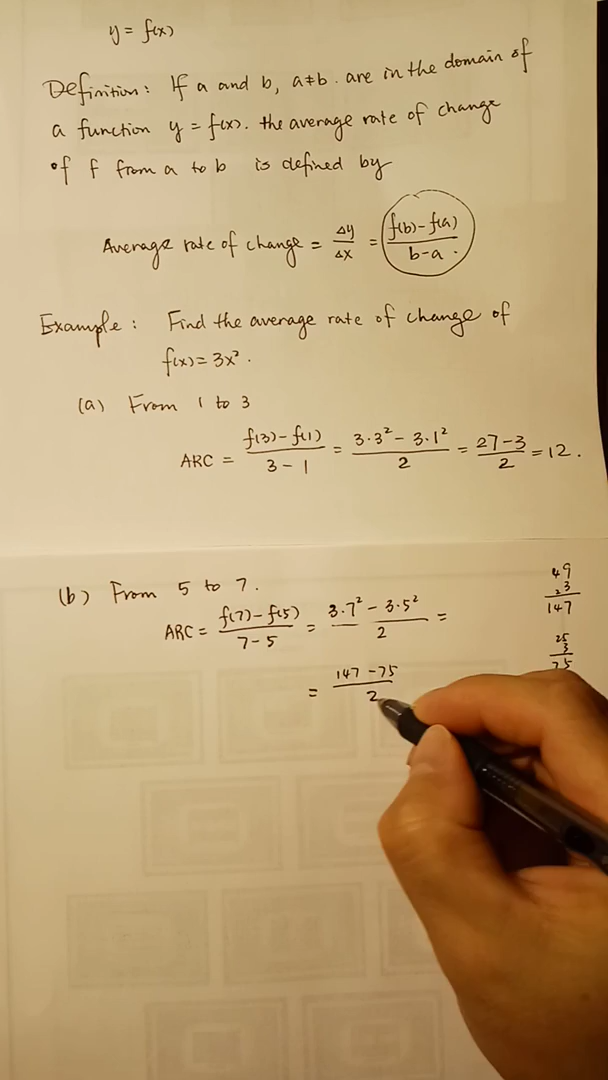 y = f(x)
Definition: If a and b, a≠b. are in the domain of
a function y = f(x). the average rate of change
of f from a to b is defined by
Average rate of change = Δy/Δx = (f(b)-f(a))/(b-a).
Example: Find the average rate of change of
f(x) = 3x².
(a) From 1 to 3
ARC = (f(3)-f(1))/(3-1) = (3·3² - 3·1²)/2 = (27-3)/2 = 12.
(b) From 5 to 7.
ARC = (f(7)-f(5))/(7-5) = (3·7² - 3·5²)/2 =
= (147-75)/2
49
23
147
25
3
75